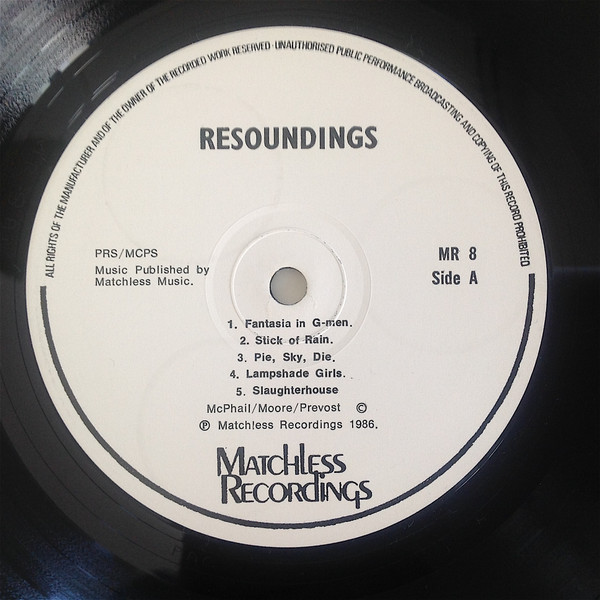 ALL RIGHTS OF THE MANUFACTURER AND OF THE OWNER OF THE RECORDED WORK RESERVED · UNAUTHORISED PUBLIC PERFORMANCE BROADCASTING AND COPYING OF THIS RECORD PROHIBITED
RESOUNDINGS
PRS/MCPS
Music Published by
Matchless Music.
MR 8
Side A
1. Fantasia in G-men.
2. Stick of Rain.
3. Pie, Sky, Die.
4. Lampshade Girls.
5. Slaughterhouse
McPhail/Moore/Prevost ©
℗ Matchless Recordings 1986.
MATCHLESS
RECORDINGS